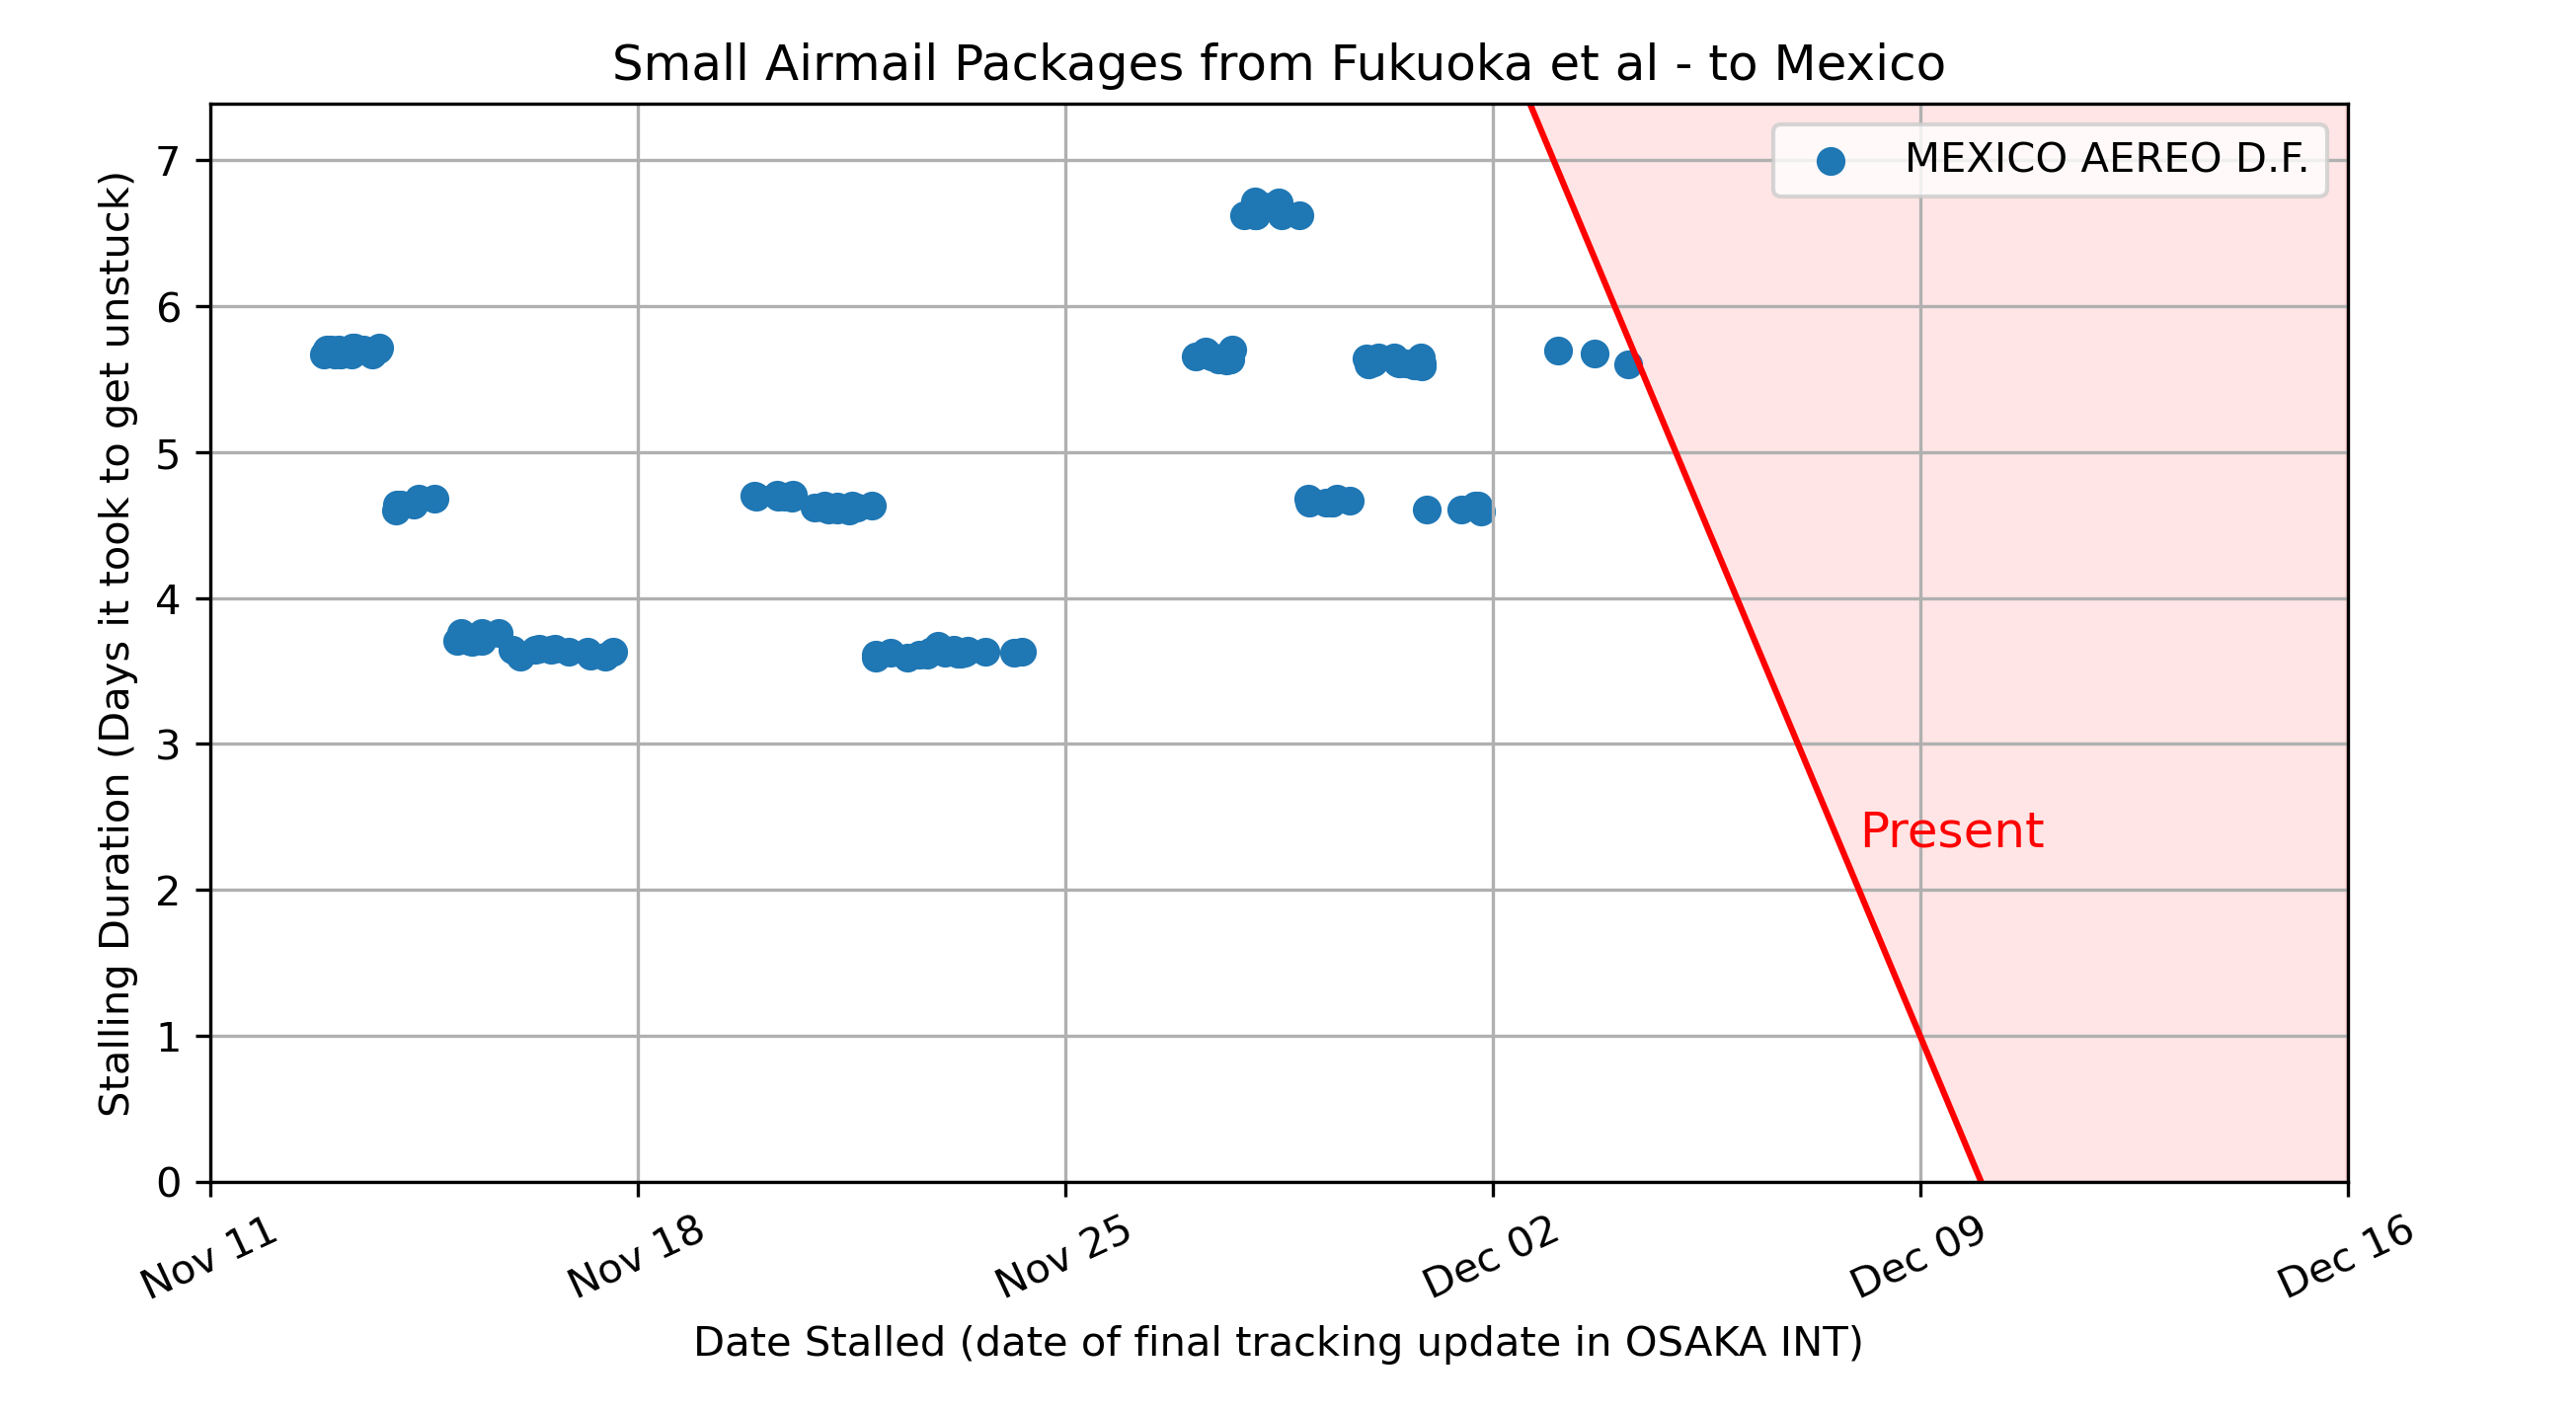 Small Airmail Packages from Fukuoka et al - to Mexico
Stalling Duration (Days it took to get unstuck)
7
6
5
4
3
2
1
0
MEXICO AEREO D.F.
Present
Nov 11
Nov 18
Nov 25
Dec 02
Dec 09
Dec 16
Date Stalled (date of final tracking update in OSAKA INT)